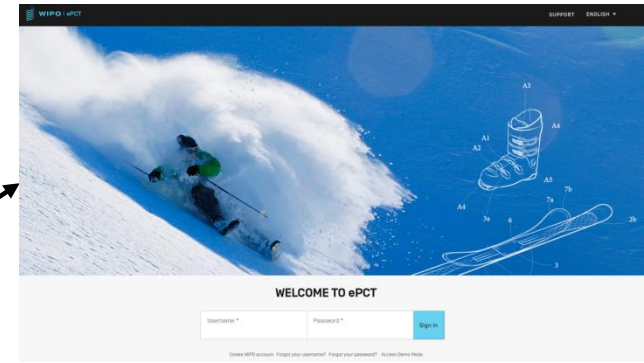 WIPO | ePCT
SUPPORT ENGLISH
A3
A1
A4
A2
A5
A4
7b
7a
3a
6
2b
3
WELCOME TO ePCT
Username *
Password *
Sign in
Create WIPO account Forgot your username? Forgot your password? Access Demo Mode